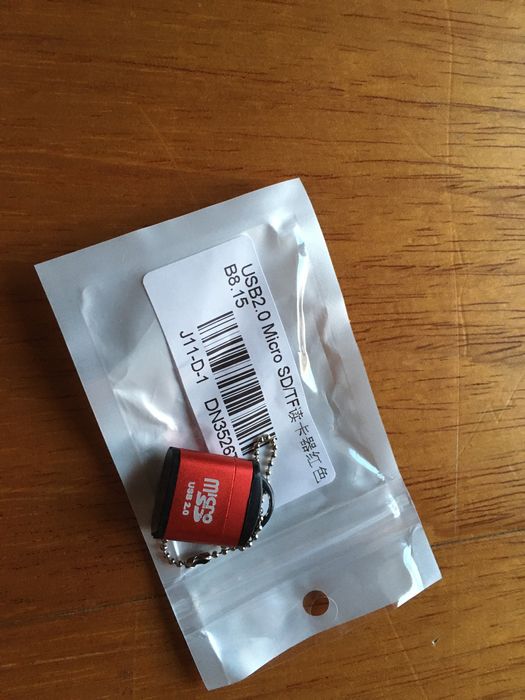 USB2.0 Micro SD/TF读卡器红色
B8.15
J11-D-1 DN3526
Micro
SD
USB 2.0